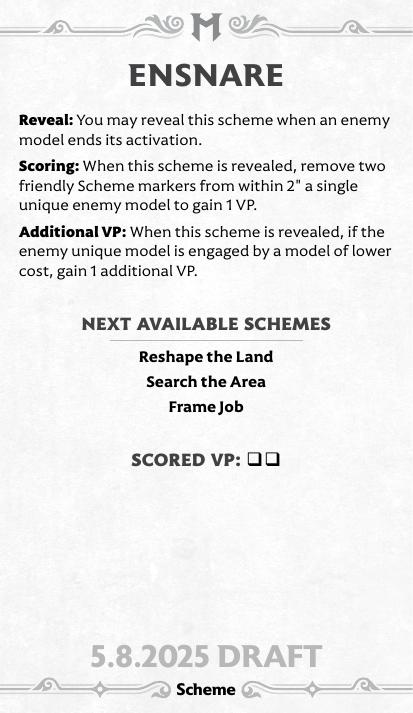 M
ENSNARE
Reveal: You may reveal this scheme when an enemy
model ends its activation.
Scoring: When this scheme is revealed, remove two
friendly Scheme markers from within 2" a single
unique enemy model to gain 1 VP.
Additional VP: When this scheme is revealed, if the
enemy unique model is engaged by a model of lower
cost, gain 1 additional VP.
NEXT AVAILABLE SCHEMES
Reshape the Land
Search the Area
Frame Job
SCORED VP: ❏❏
5.8.2025 DRAFT
Scheme